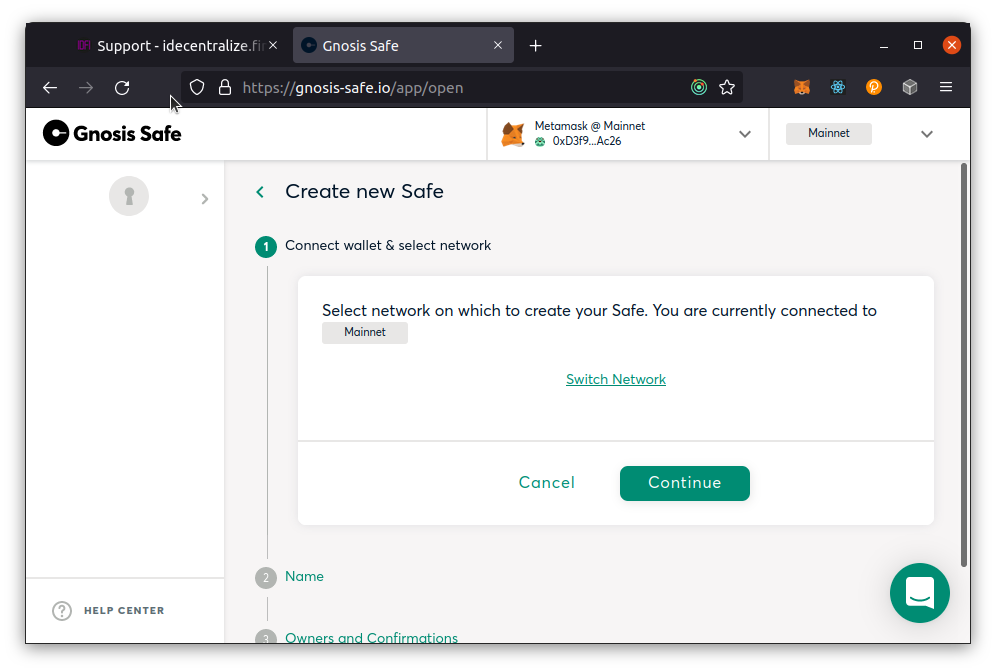 Support - idecentralize.fi
Gnosis Safe
https://gnosis-safe.io/app/open
Gnosis Safe
Metamask @ Mainnet
0xD3f9...Ac26
Mainnet
Create new Safe
1 Connect wallet & select network
Select network on which to create your Safe. You are currently connected to
Mainnet
Switch Network
Cancel
Continue
2 Name
HELP CENTER
3 Owners and Confirmations